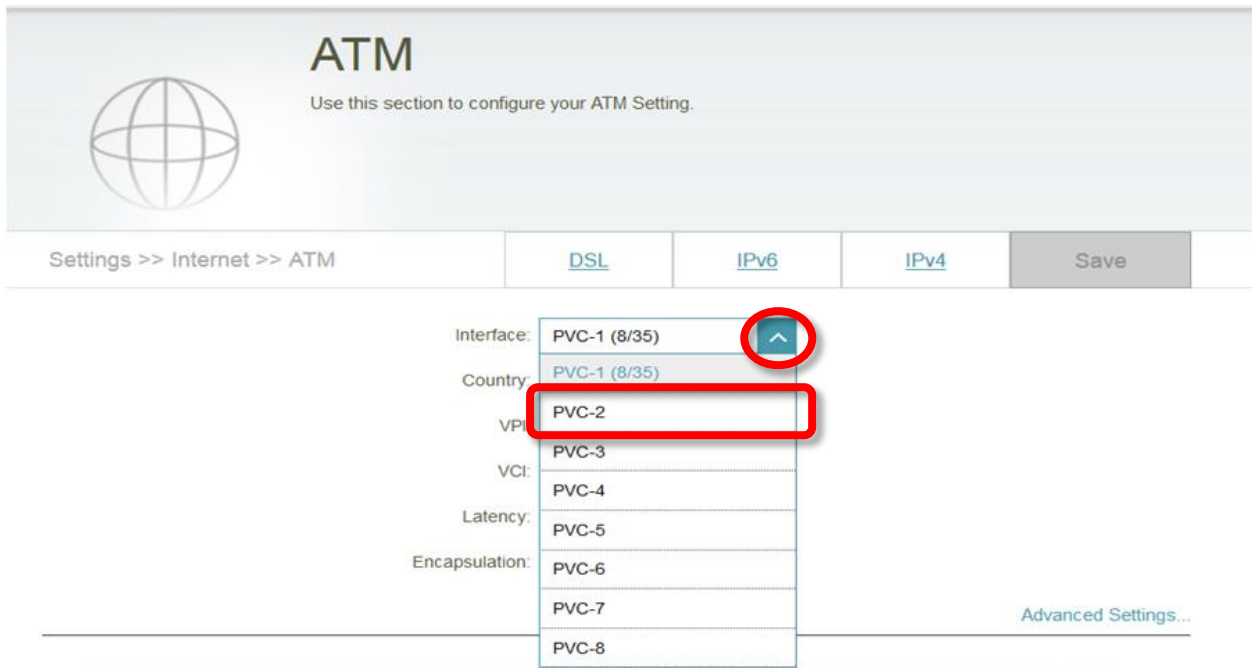 ATM
Use this section to configure your ATM Setting.
Settings >> Internet >> ATM
DSL
IPv6
IPv4
Save
Interface: PVC-1 (8/35)
Country: PVC-1 (8/35)
PVC-2
VPI
PVC-3
VCI:
PVC-4
Latency:
PVC-5
Encapsulation:
PVC-6
PVC-7
Advanced Settings...
PVC-8